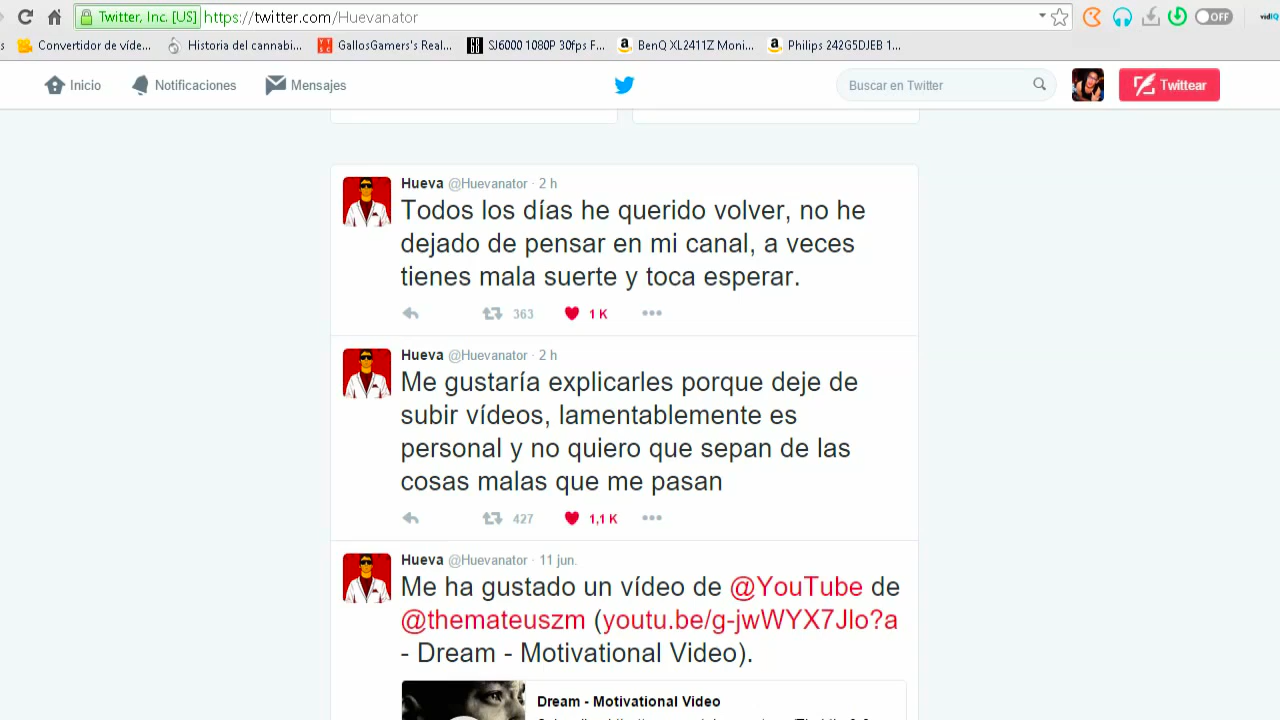 Twitter, Inc. [US] https://twitter.com/Huevanator
OFF
vidIQ
s Convertidor de víde... Historia del cannabi... GallosGamers's Real... SJ6000 1080P 30fps F... BenQ XL2411Z Moni... Philips 242G5DJEB 1...
Inicio Notificaciones Mensajes Buscar en Twitter Twittear
Hueva @Huevanator · 2 h
Todos los días he querido volver, no he
dejado de pensar en mi canal, a veces
tienes mala suerte y toca esperar.
363 1 K
Hueva @Huevanator · 2 h
Me gustaría explicarles porque deje de
subir vídeos, lamentablemente es
personal y no quiero que sepan de las
cosas malas que me pasan
427 1,1 K
Hueva @Huevanator · 11 jun.
Me ha gustado un vídeo de @YouTube de
@themateuszm (youtu.be/g-jwWYX7Jlo?a
- Dream - Motivational Video).
Dream - Motivational Video